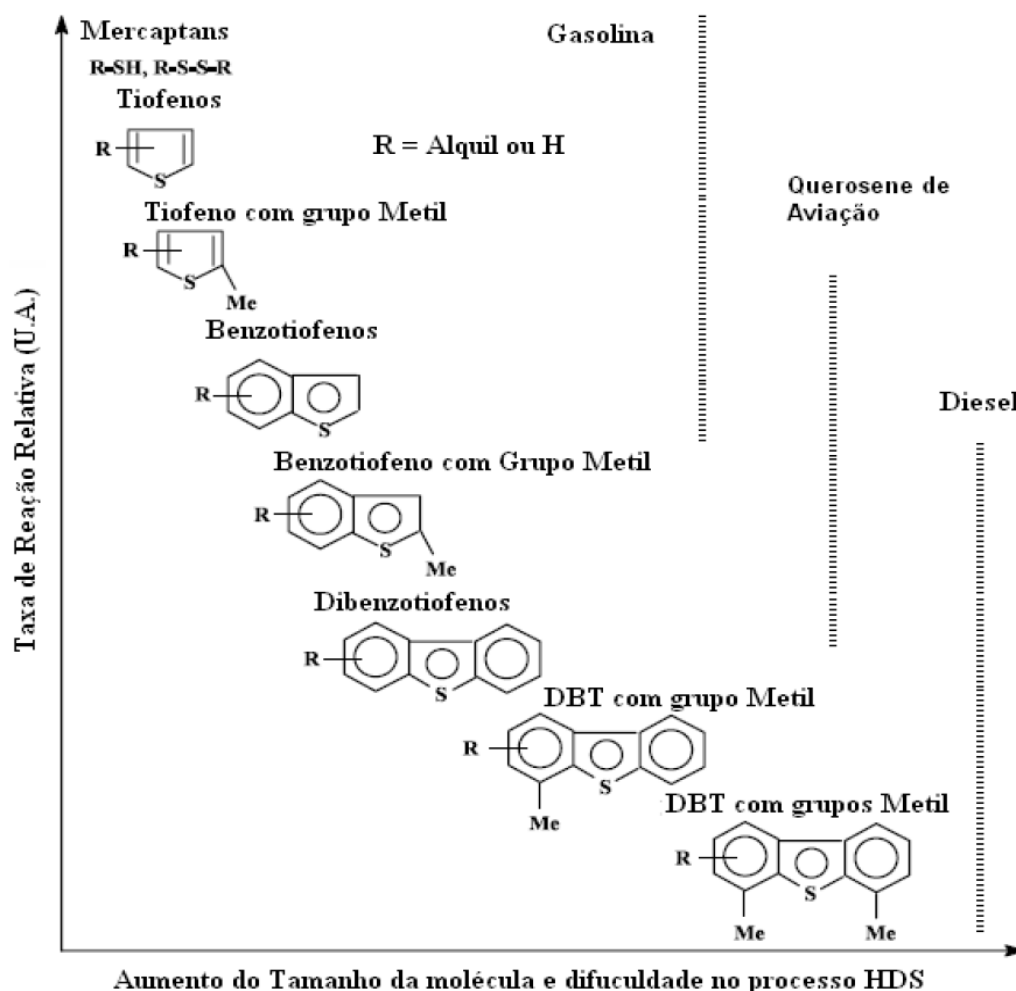 Mercaptans
R-SH, R-S-S-R
Tiofenos
R
S
Gasolina
R = Alquil ou H
Querosene de
Aviação
Tiofeno com grupo Metil
R
S
Me
Benzotiofenos
R
S
Diesel
Benzotiofeno com Grupo Metil
R
S
Me
Dibenzotiofenos
R
S
DBT com grupo Metil
R
S
Me
DBT com grupos Metil
R
S
Me
Me
Taxa de Reação Relativa (U.A.)
Aumento do Tamanho da molécula e difuculdade no processo HDS